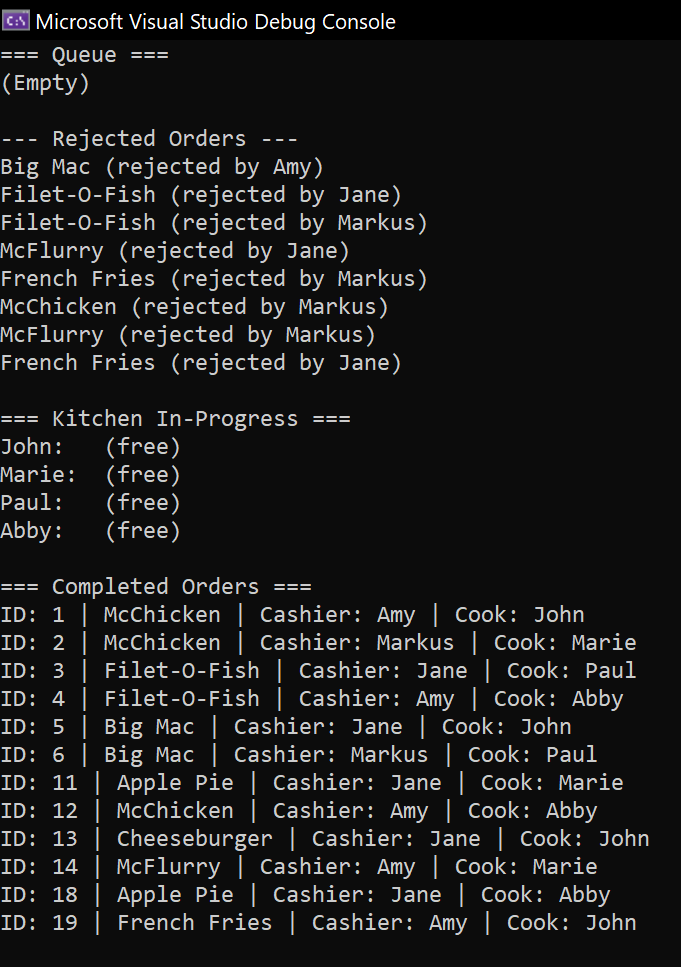 Microsoft Visual Studio Debug Console
=== Queue ===
(Empty)
--- Rejected Orders ---
Big Mac (rejected by Amy)
Filet-O-Fish (rejected by Jane)
Filet-O-Fish (rejected by Markus)
McFlurry (rejected by Jane)
French Fries (rejected by Markus)
McChicken (rejected by Markus)
McFlurry (rejected by Markus)
French Fries (rejected by Jane)
=== Kitchen In-Progress ===
John:   (free)
Marie:  (free)
Paul:   (free)
Abby:   (free)
=== Completed Orders ===
ID: 1 | McChicken | Cashier: Amy | Cook: John
ID: 2 | McChicken | Cashier: Markus | Cook: Marie
ID: 3 | Filet-O-Fish | Cashier: Jane | Cook: Paul
ID: 4 | Filet-O-Fish | Cashier: Amy | Cook: Abby
ID: 5 | Big Mac | Cashier: Jane | Cook: John
ID: 6 | Big Mac | Cashier: Markus | Cook: Paul
ID: 11 | Apple Pie | Cashier: Jane | Cook: Marie
ID: 12 | McChicken | Cashier: Amy | Cook: Abby
ID: 13 | Cheeseburger | Cashier: Jane | Cook: John
ID: 14 | McFlurry | Cashier: Amy | Cook: Marie
ID: 18 | Apple Pie | Cashier: Jane | Cook: Abby
ID: 19 | French Fries | Cashier: Amy | Cook: John